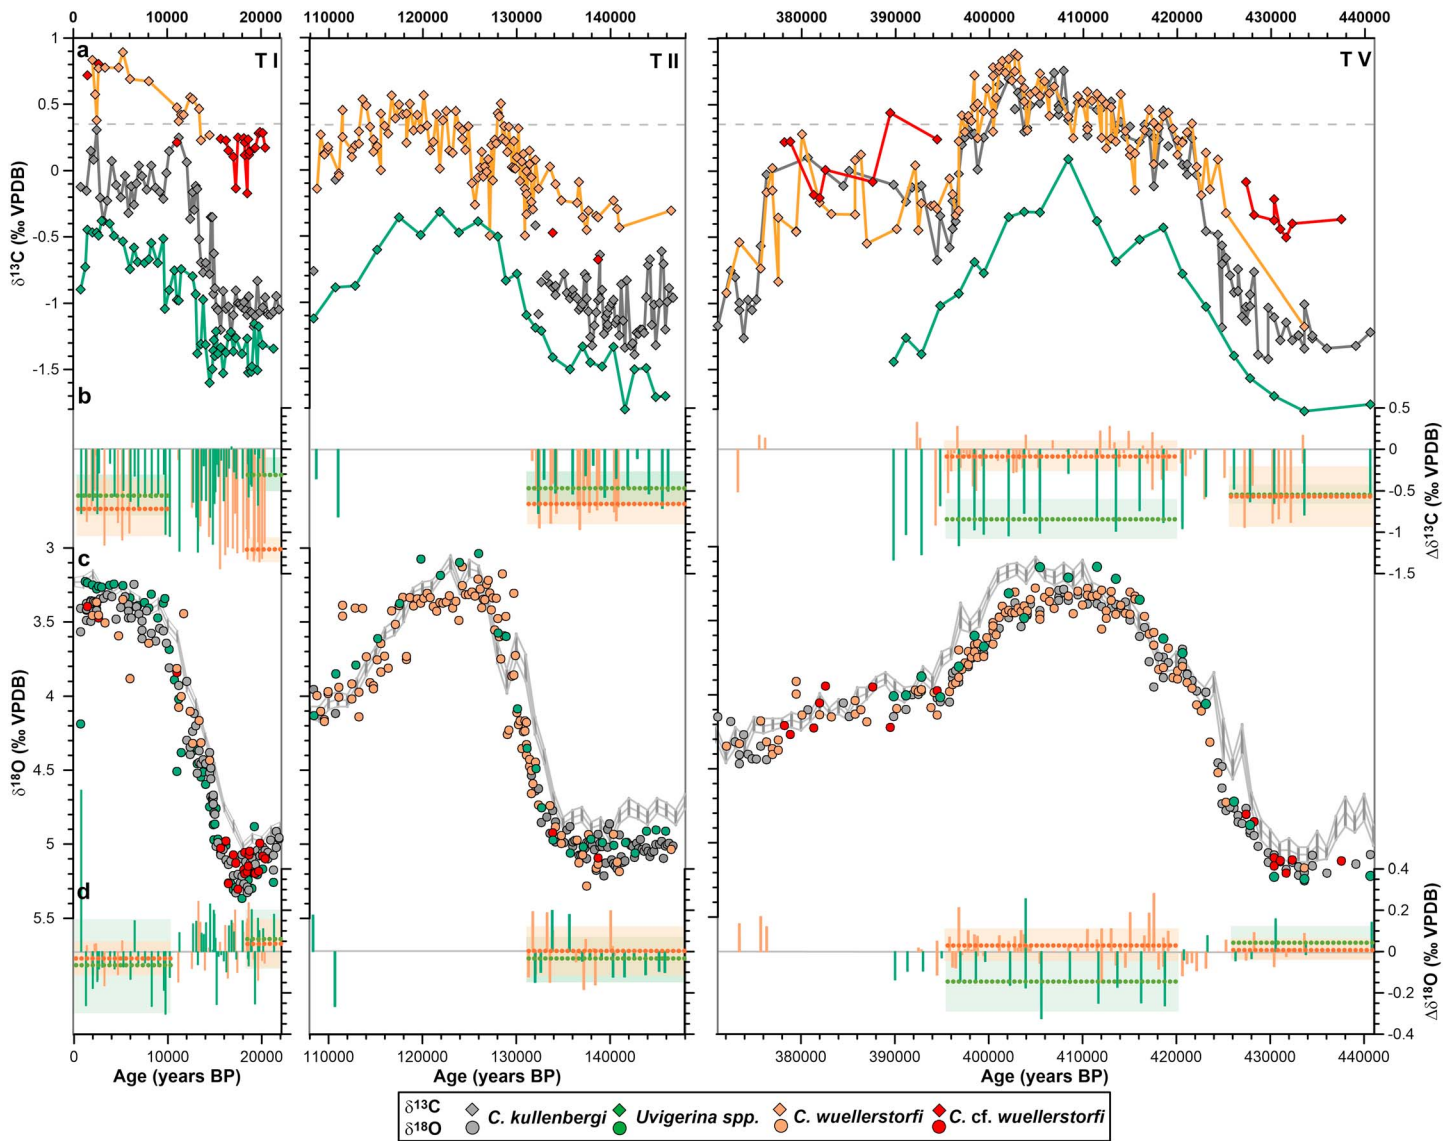 0 10000 20000 110000 120000 130000 140000 380000 390000 400000 410000 420000 430000 440000
a T I T II T V
1
0.5
0
-0.5
-1
-1.5
δ¹³C (‰ VPDB)
b
0.5
0
-0.5
-1
-1.5
Δδ¹³C (‰ VPDB)
c
3
3.5
4
4.5
5
5.5
δ¹⁸O (‰ VPDB)
d
0.4
0.2
0
-0.2
-0.4
Δδ¹⁸O (‰ VPDB)
0 10000 20000 110000 120000 130000 140000 380000 390000 400000 410000 420000 430000 440000
Age (years BP) Age (years BP) Age (years BP)
δ¹³C
δ¹⁸O
C. kullenbergi Uvigerina spp. C. wuellerstorfi C. cf. wuellerstorfi